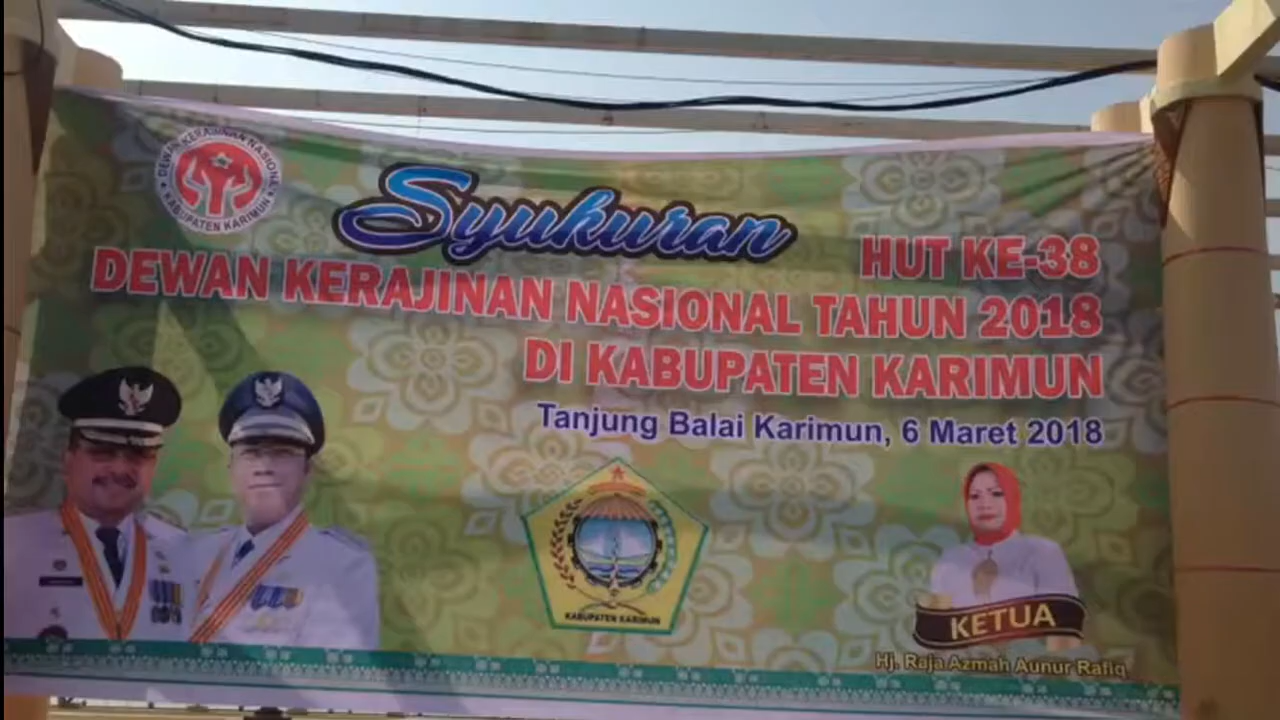 DEWAN KERAJINAN NASIONAL
KABUPATEN KARIMUN
Syukuran HUT KE-38
DEWAN KERAJINAN NASIONAL TAHUN 2018
DI KABUPATEN KARIMUN
Tanjung Balai Karimun, 6 Maret 2018
KABUPATEN KARIMUN
KETUA
Hj. Raja Azmah Aunur Rafiq